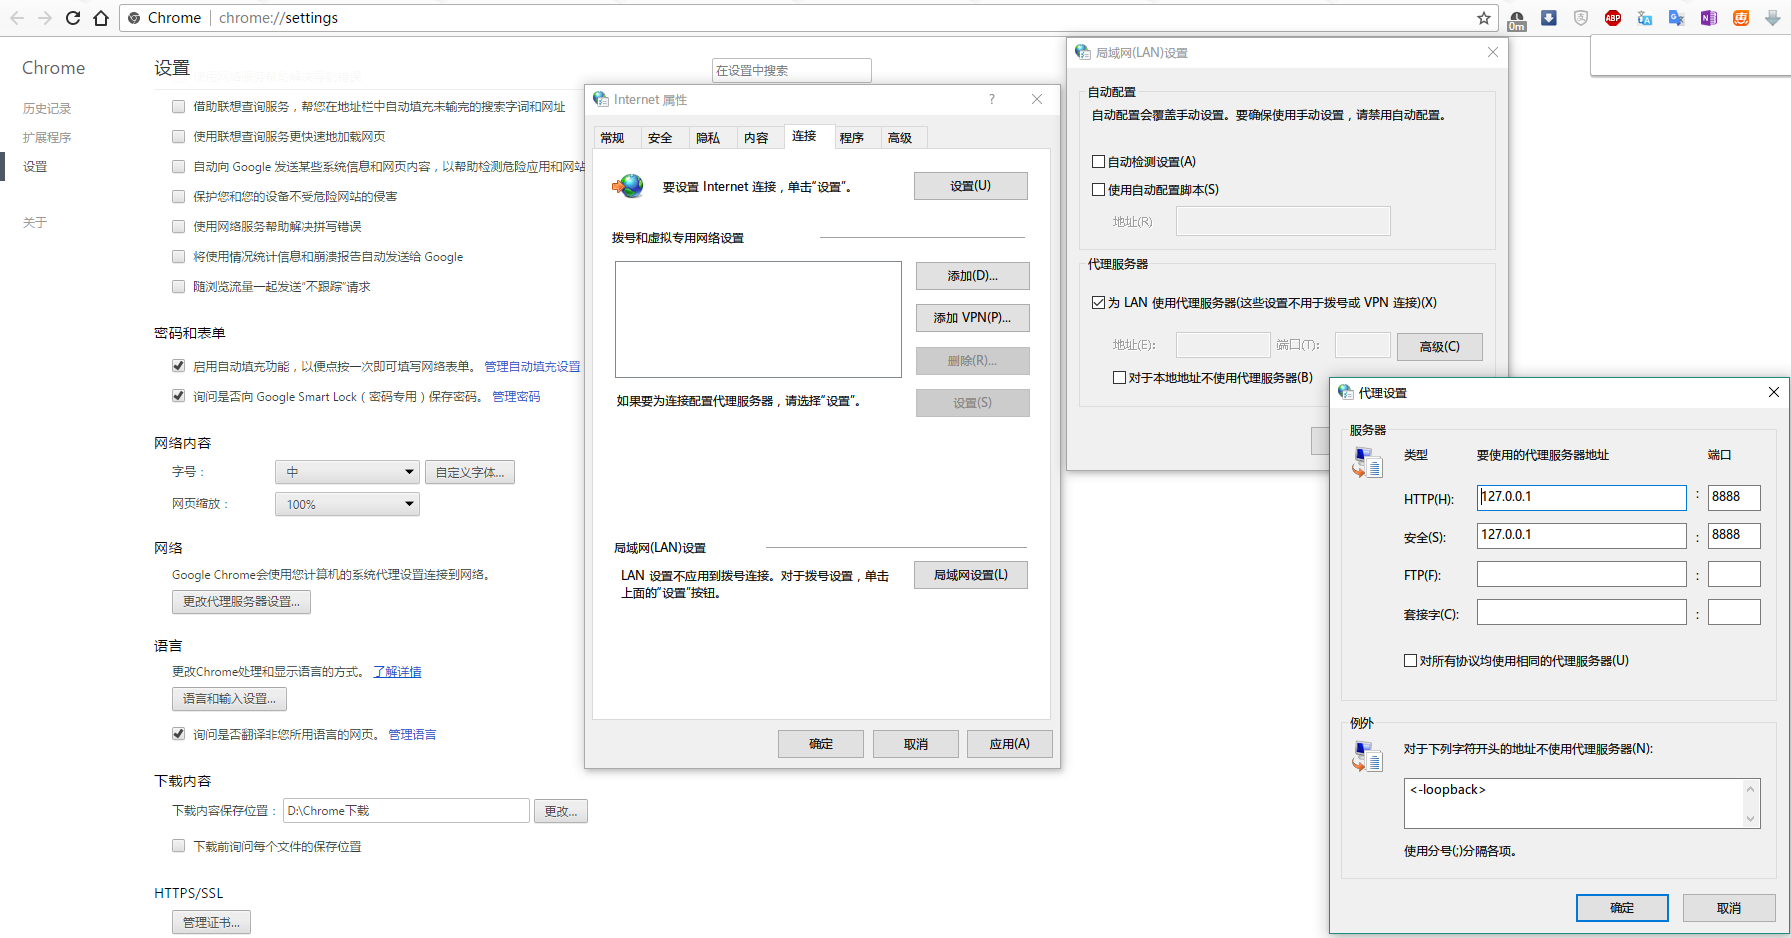 Chrome
chrome://settings
0m
ABP
Chrome
历史记录
扩展程序
设置
关于
设置
在设置中搜索
借助联想查询服务，帮您在地址栏中自动填充未输完的搜索字词和网址
使用联想查询服务更快速地加载网页
自动向 Google 发送某些系统信息和网页内容，以帮助检测危险应用和网站
保护您和您的设备不受危险网站的侵害
使用网络服务帮助解决拼写错误
将使用情况统计信息和崩溃报告自动发送给 Google
随浏览流量一起发送“不跟踪”请求
密码和表单
启用自动填充功能，以便点按一次即可填写网络表单。 管理自动填充设置
询问是否向 Google Smart Lock（密码专用）保存密码。 管理密码
网络内容
字号：
中
自定义字体...
网页缩放：
100%
网络
Google Chrome会使用您计算机的系统代理设置连接到网络。
更改代理服务器设置...
语言
更改Chrome处理和显示语言的方式。 了解详情
语言和输入设置...
询问是否翻译非您所用语言的网页。 管理语言
下载内容
下载内容保存位置：
D:\Chrome下载
更改...
下载前询问每个文件的保存位置
HTTPS/SSL
管理证书...
Internet 属性
?
常规
安全
隐私
内容
连接
程序
高级
要设置 Internet 连接，单击“设置”。
设置(U)
拨号和虚拟专用网络设置
添加(D)...
添加 VPN(P)...
删除(R)...
如果要为连接配置代理服务器，请选择“设置”。
设置(S)
局域网(LAN)设置
LAN 设置不应用到拨号连接。对于拨号设置，单击
上面的“设置”按钮。
局域网设置(L)
确定
取消
应用(A)
局域网(LAN)设置
自动配置
自动配置会覆盖手动设置。要确保使用手动设置，请禁用自动配置。
自动检测设置(A)
使用自动配置脚本(S)
地址(R)
代理服务器
为 LAN 使用代理服务器(这些设置不用于拨号或 VPN 连接)(X)
地址(E):
端口(T):
高级(C)
对于本地地址不使用代理服务器(B)
代理设置
服务器
类型
要使用的代理服务器地址
端口
HTTP(H):
127.0.0.1
:
8888
安全(S):
127.0.0.1
:
8888
FTP(F):
:
套接字(C):
:
对所有协议均使用相同的代理服务器(U)
例外
对于下列字符开头的地址不使用代理服务器(N):
<-loopback>
使用分号(;)分隔各项。
确定
取消